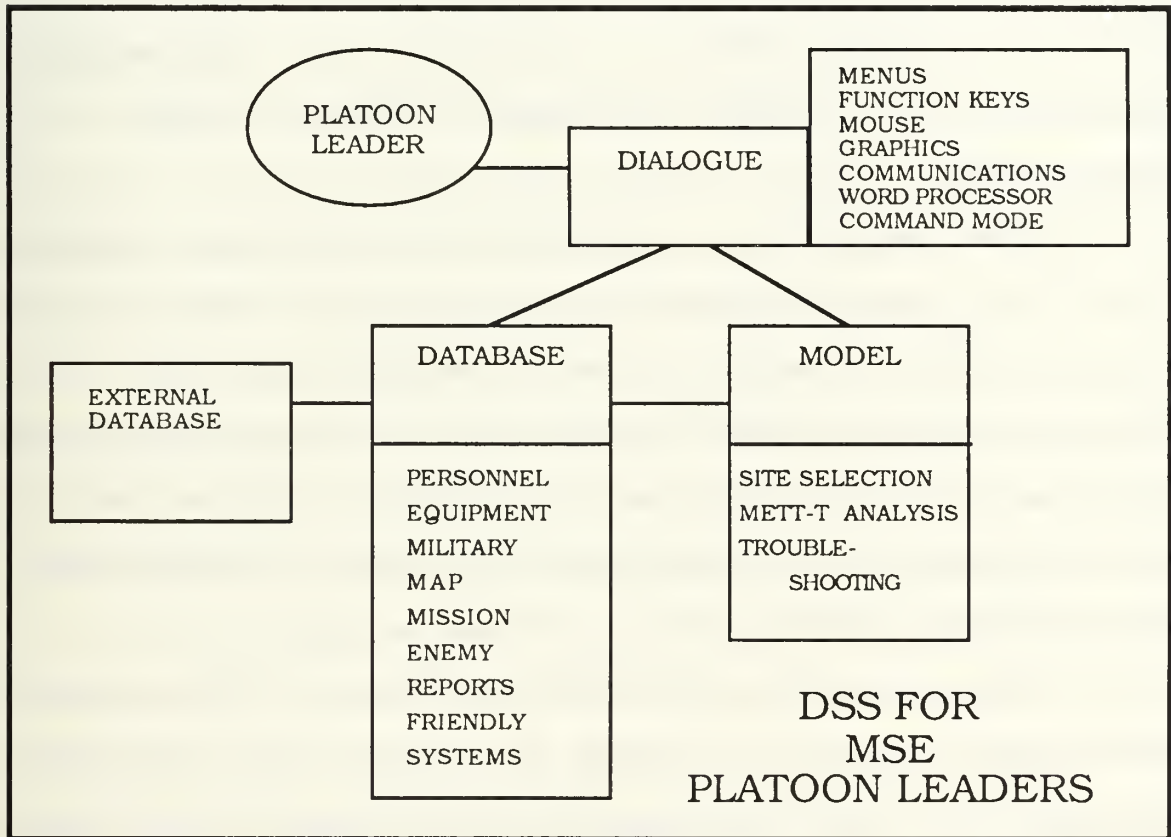 PLATOON
LEADER
DIALOGUE
MENUS
FUNCTION KEYS
MOUSE
GRAPHICS
COMMUNICATIONS
WORD PROCESSOR
COMMAND MODE
EXTERNAL
DATABASE
DATABASE
PERSONNEL
EQUIPMENT
MILITARY
MAP
MISSION
ENEMY
REPORTS
FRIENDLY
SYSTEMS
MODEL
SITE SELECTION
METT-T ANALYSIS
TROUBLE-
SHOOTING
DSS FOR
MSE
PLATOON LEADERS